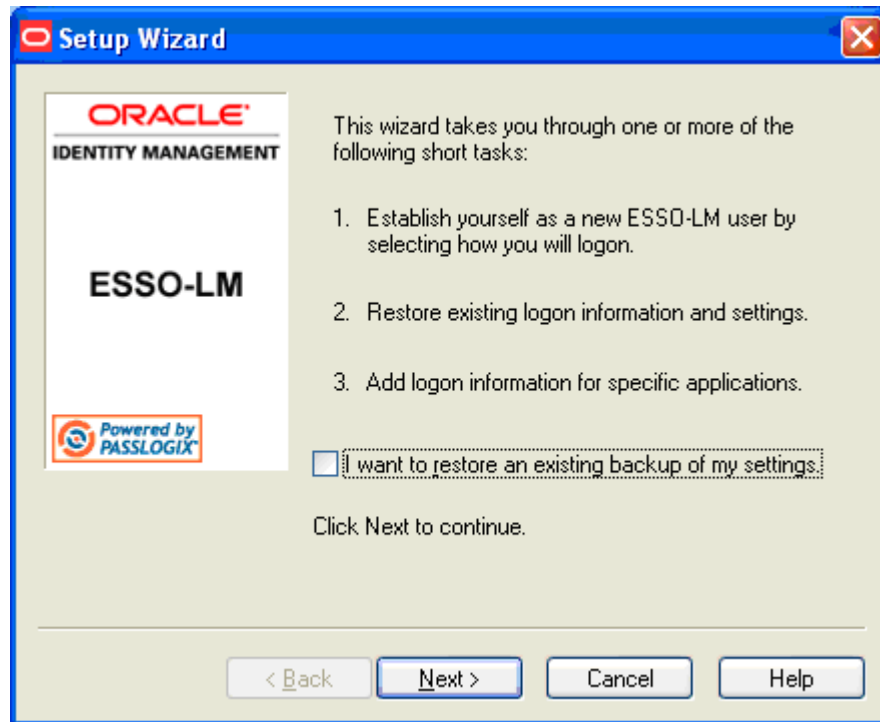 Setup Wizard
ORACLE'
IDENTITY MANAGEMENT
ESSO-LM
Powered by
PASSLOGIX
This wizard takes you through one or more of the
following short tasks:
1. Establish yourself as a new ESSO-LM user by
selecting how you will logon.
2. Restore existing logon information and settings.
3. Add logon information for specific applications.
I want to restore an existing backup of my settings.
Click Next to continue.
< Back
Next >
Cancel
Help